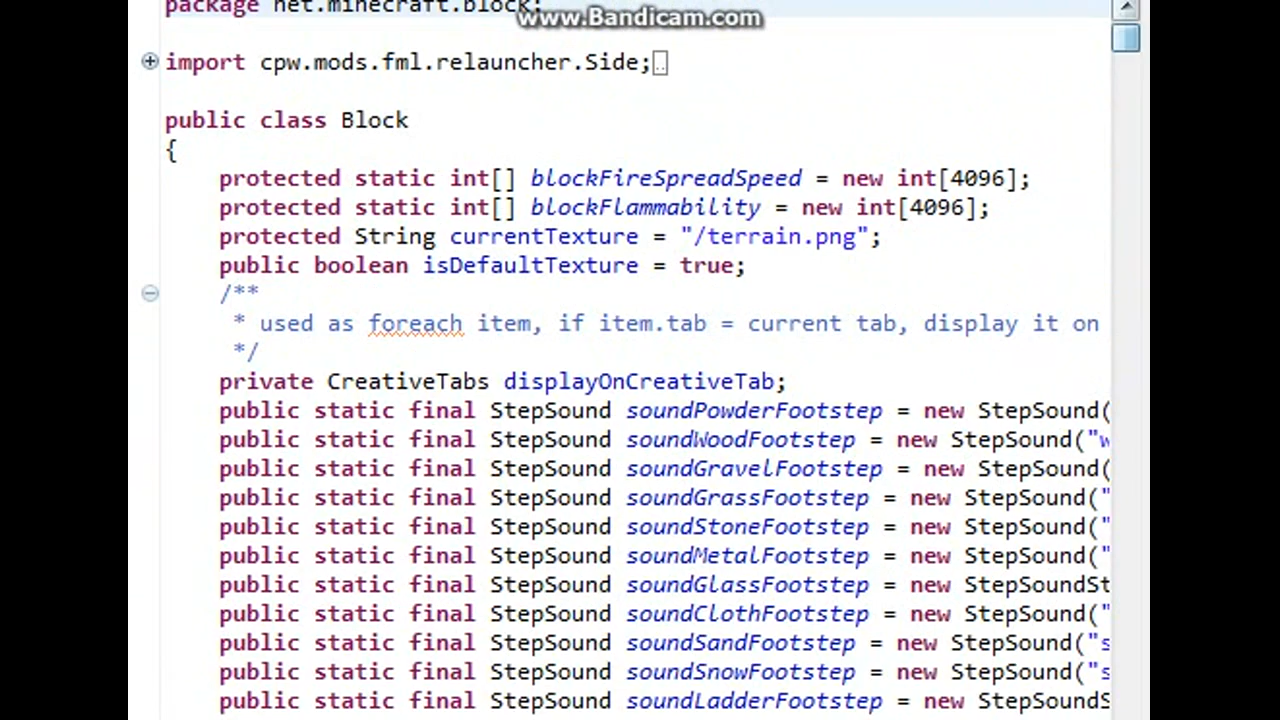 package net.minecraft.block;
www.Bandicam.com
import cpw.mods.fml.relauncher.Side;
public class Block
{
protected static int[] blockFireSpreadSpeed = new int[4096];
protected static int[] blockFlammability = new int[4096];
protected String currentTexture = "/terrain.png";
public boolean isDefaultTexture = true;
/**
* used as foreach item, if item.tab = current tab, display it on
*/
private CreativeTabs displayOnCreativeTab;
public static final StepSound soundPowderFootstep = new StepSound(
public static final StepSound soundWoodFootstep = new StepSound("w
public static final StepSound soundGravelFootstep = new StepSound(
public static final StepSound soundGrassFootstep = new StepSound("
public static final StepSound soundStoneFootstep = new StepSound("
public static final StepSound soundMetalFootstep = new StepSound("
public static final StepSound soundGlassFootstep = new StepSoundSt
public static final StepSound soundClothFootstep = new StepSound("
public static final StepSound soundSandFootstep = new StepSound("s
public static final StepSound soundSnowFootstep = new StepSound("s
public static final StepSound soundLadderFootstep = new StepSoundS